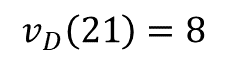 v_D(21) = 8